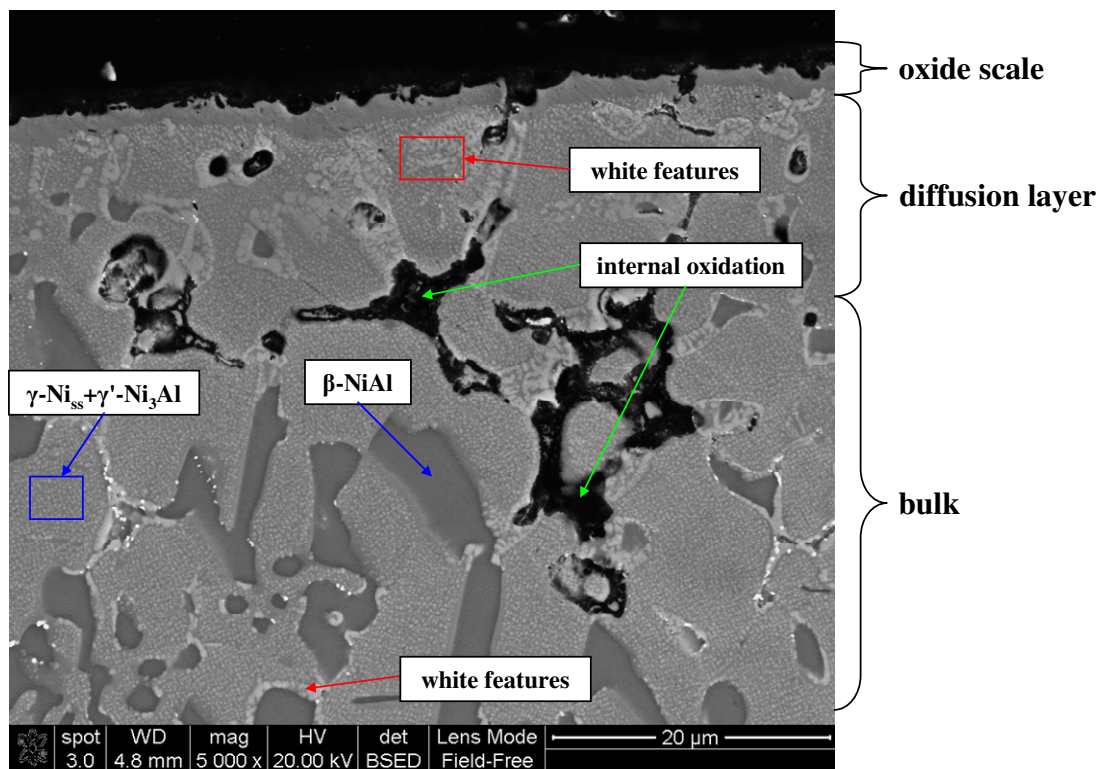 oxide scale
white features
diffusion layer
internal oxidation
β-NiAl
γ-Niss+γ'-Ni3Al
bulk
white features
spot WD mag HV det Lens Mode
3.0 4.8 mm 5 000 x 20.00 kV BSED Field-Free
20 µm